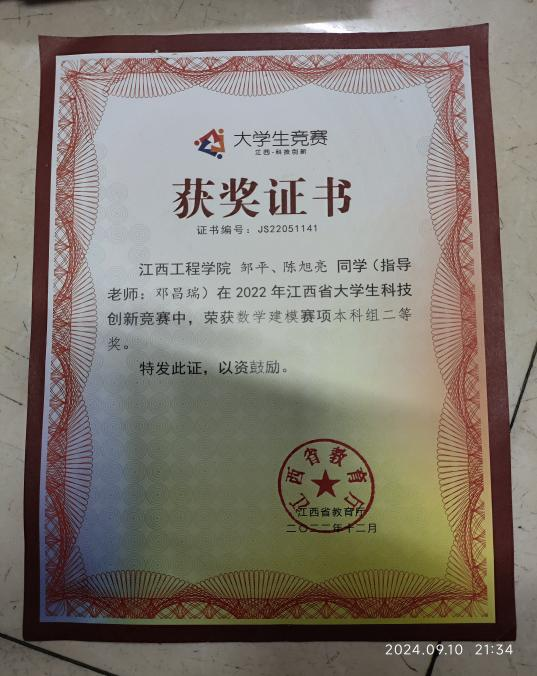 大学生竞赛
江西·科技创新
获奖证书
证书编号：JS22051141
江西工程学院 邹平、陈旭亮 同学（指导
老师：邓昌瑞）在 2022 年江西省大学生科技
创新竞赛中，荣获数学建模赛项本科组二等
奖。
特发此证，以资鼓励。
江西省教育厅
江西省教育厅
二〇二二年十二月
2024.09.10 21:34